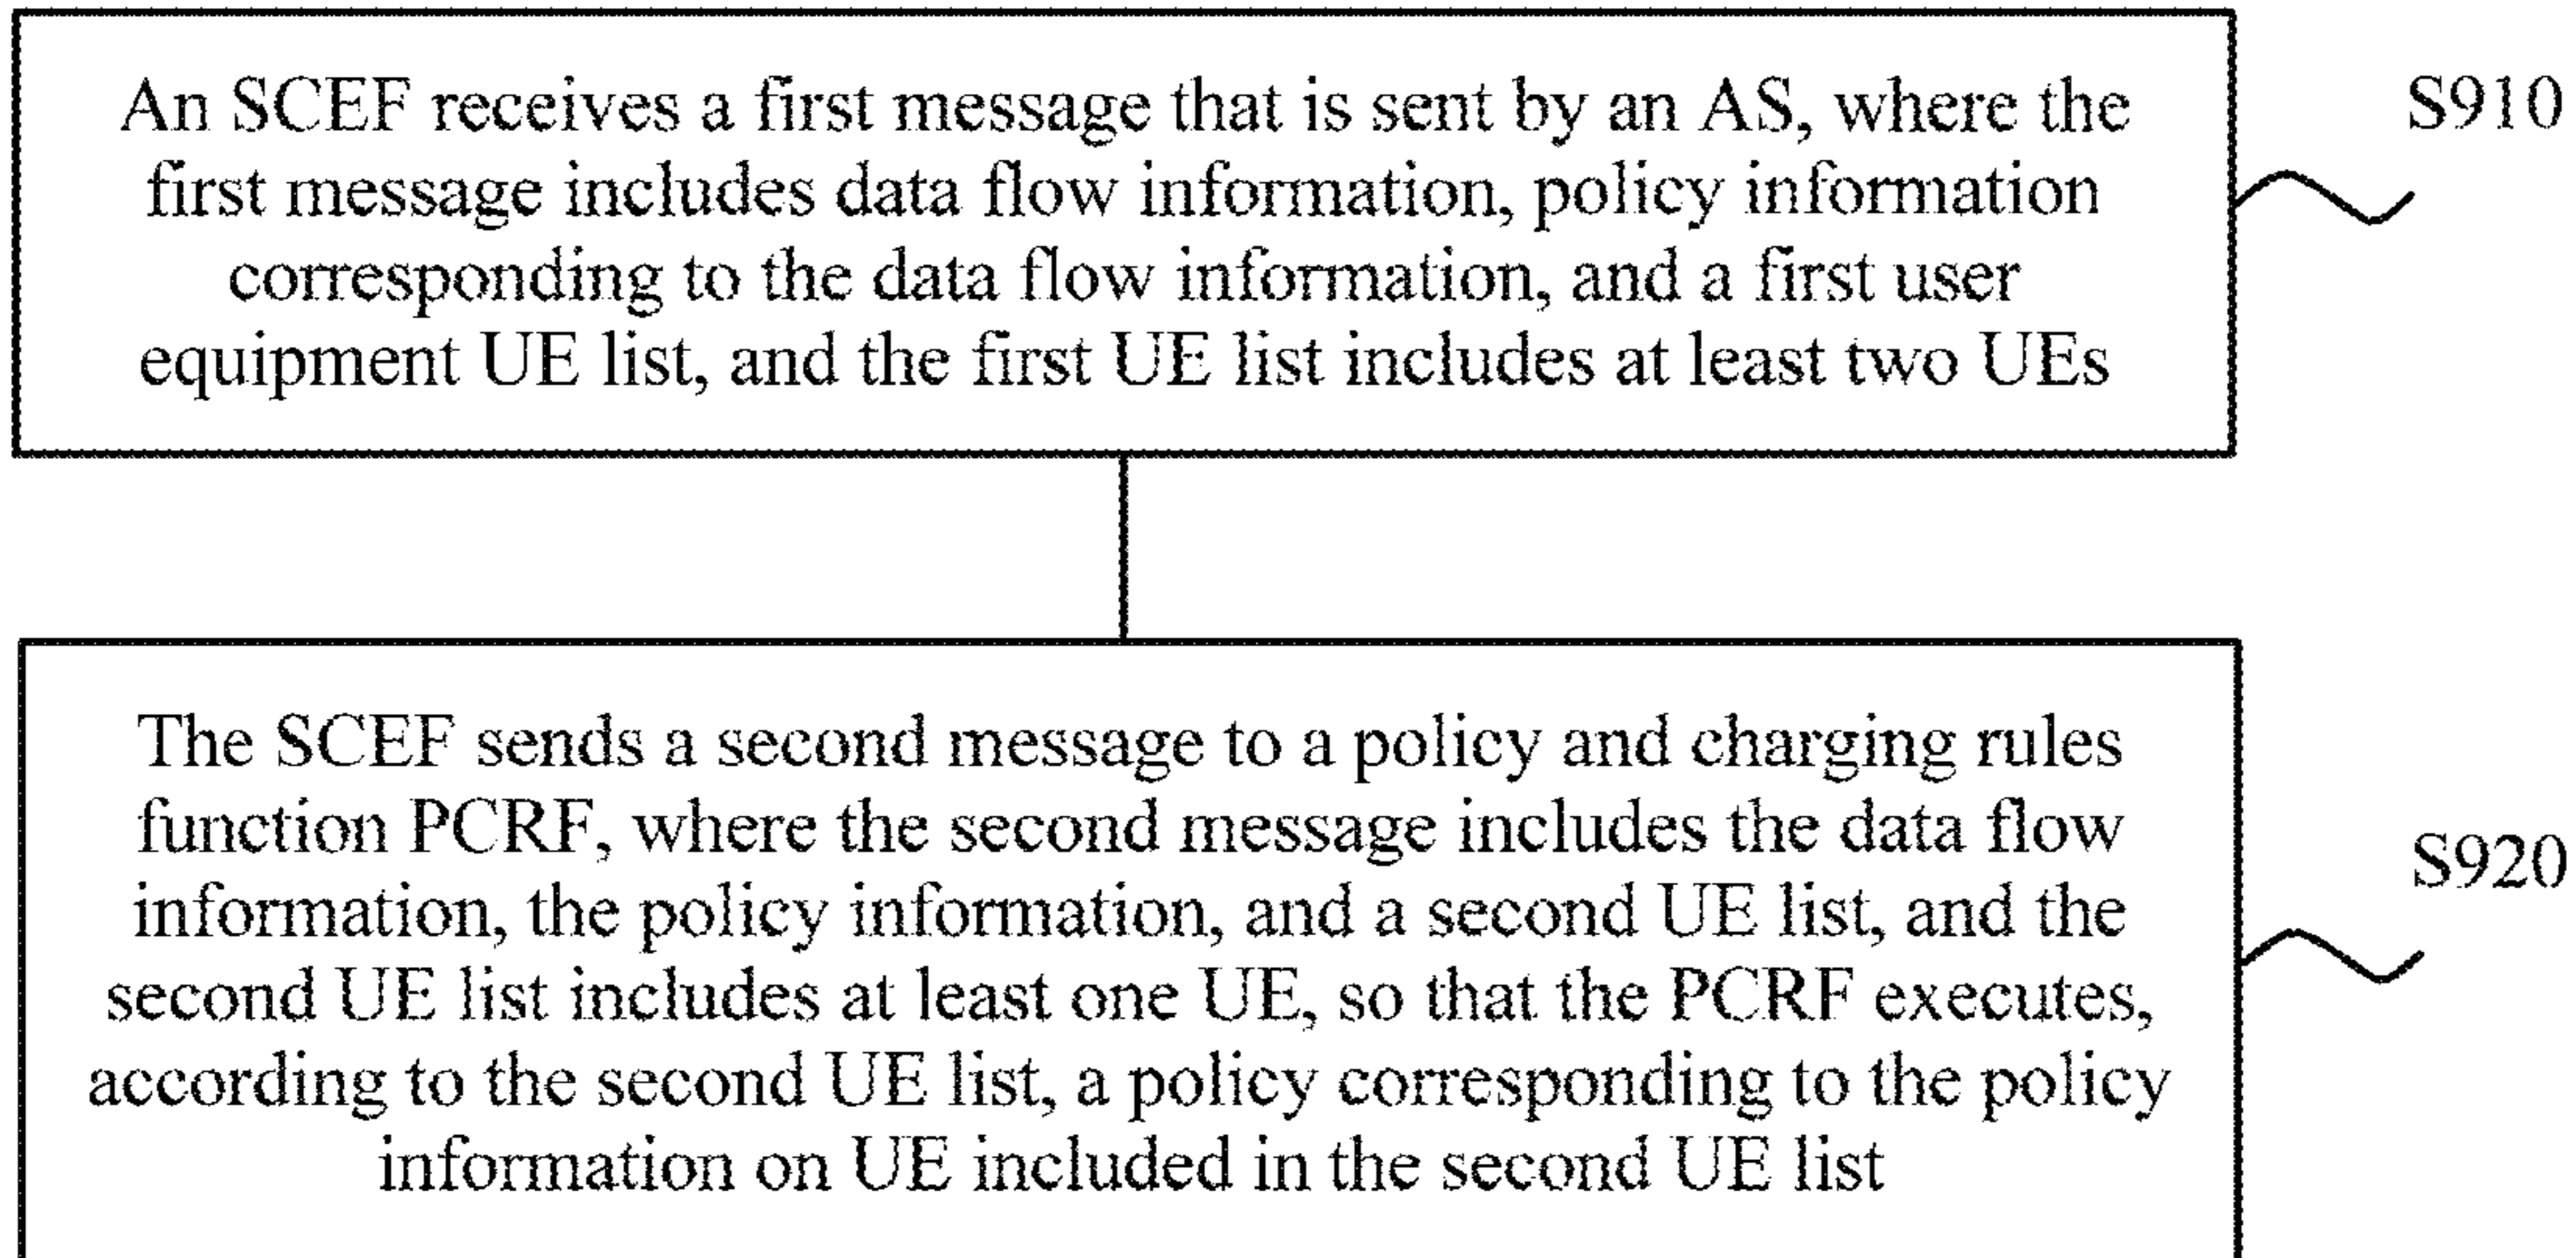 An SCEF receives a first message that is sent by an AS, where the
first message includes data flow information, policy information
corresponding to the data flow information, and a first user
equipment UE list, and the first UE list includes at least two UEs
S910
The SCEF sends a second message to a policy and charging rules
function PCRF, where the second message includes the data flow
information, the policy information, and a second UE list, and the
second UE list includes at least one UE, so that the PCRF executes,
according to the second UE list, a policy corresponding to the policy
information on UE included in the second UE list
S920